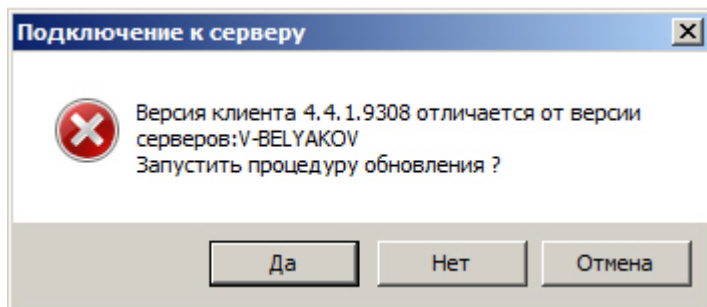 Подключение к серверу
Версия клиента 4.4.1.9308 отличается от версии
серверов:V-BELYAKOV
Запустить процедуру обновления ?
Да
Нет
Отмена